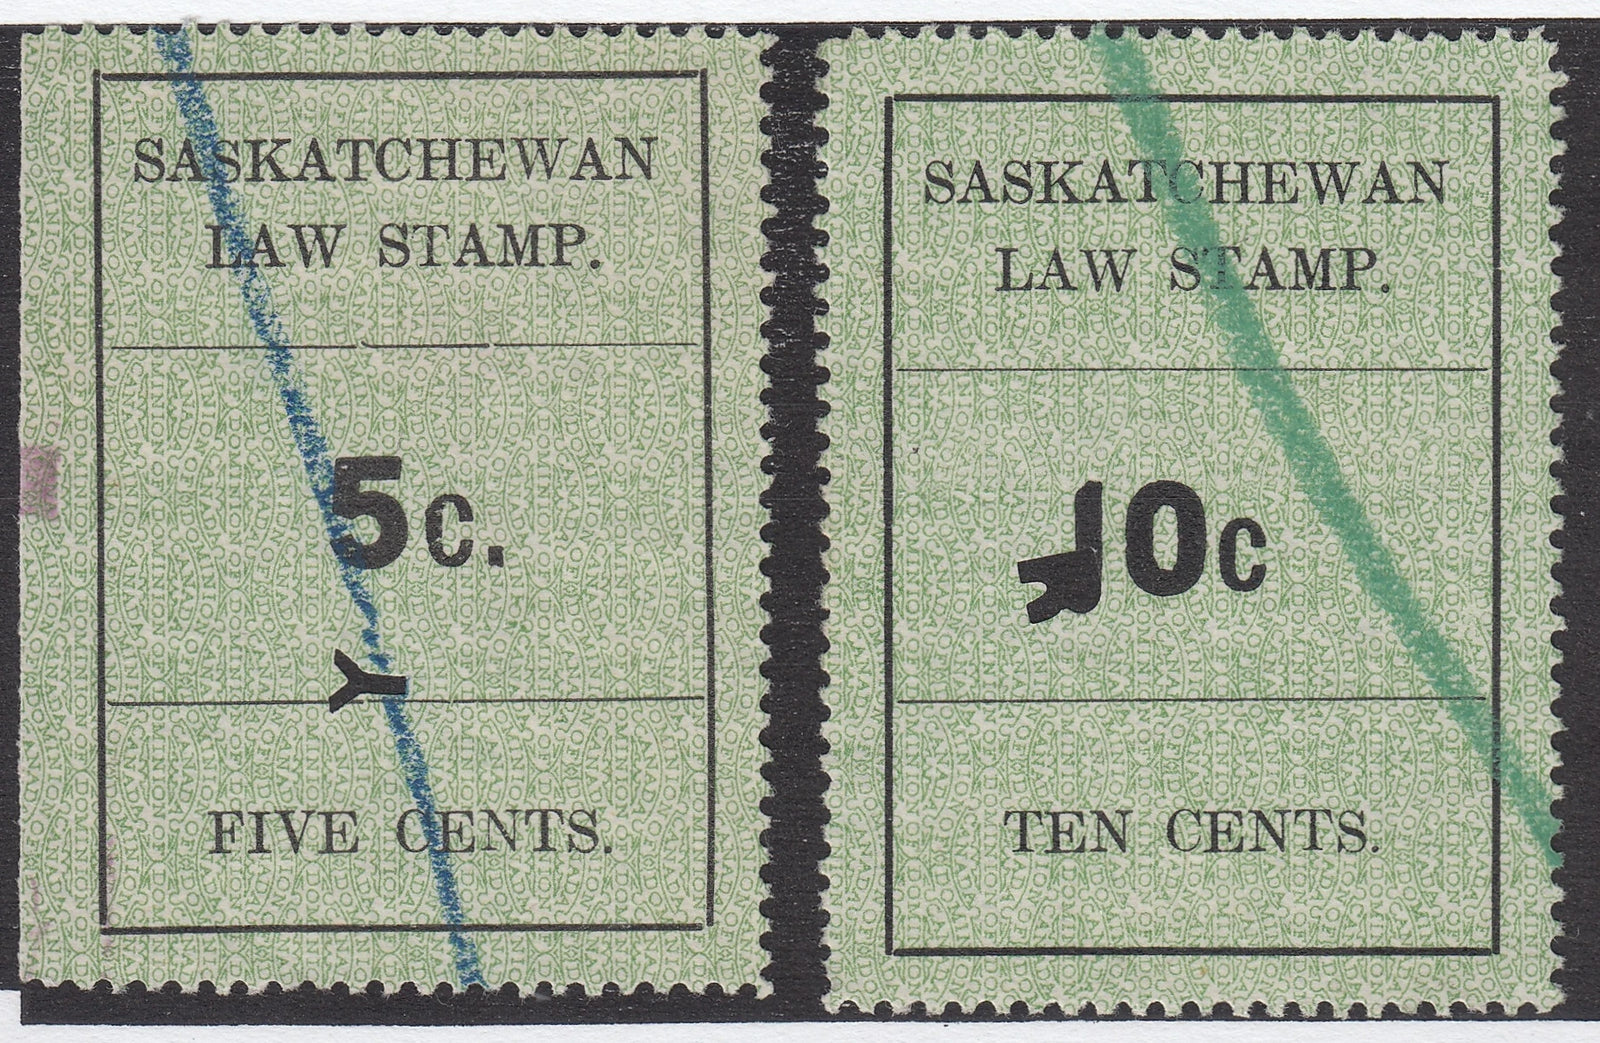 SASKATCHEWAN
LAW STAMP.
5c.
Y
FIVE CENTS.
SASKATCHEWAN
LAW STAMP.
10c
TEN CENTS.